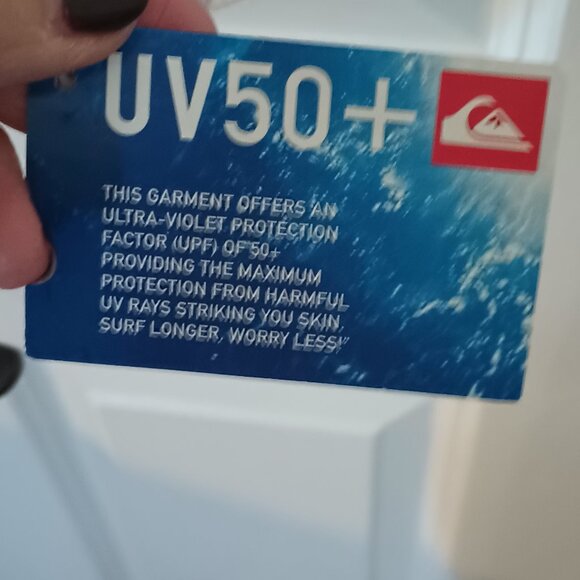 UV50+
THIS GARMENT OFFERS AN
ULTRA-VIOLET PROTECTION
FACTOR (UPF) OF 50+
PROVIDING THE MAXIMUM
PROTECTION FROM HARMFUL
UV RAYS STRIKING YOU SKIN.
SURF LONGER, WORRY LESS!"